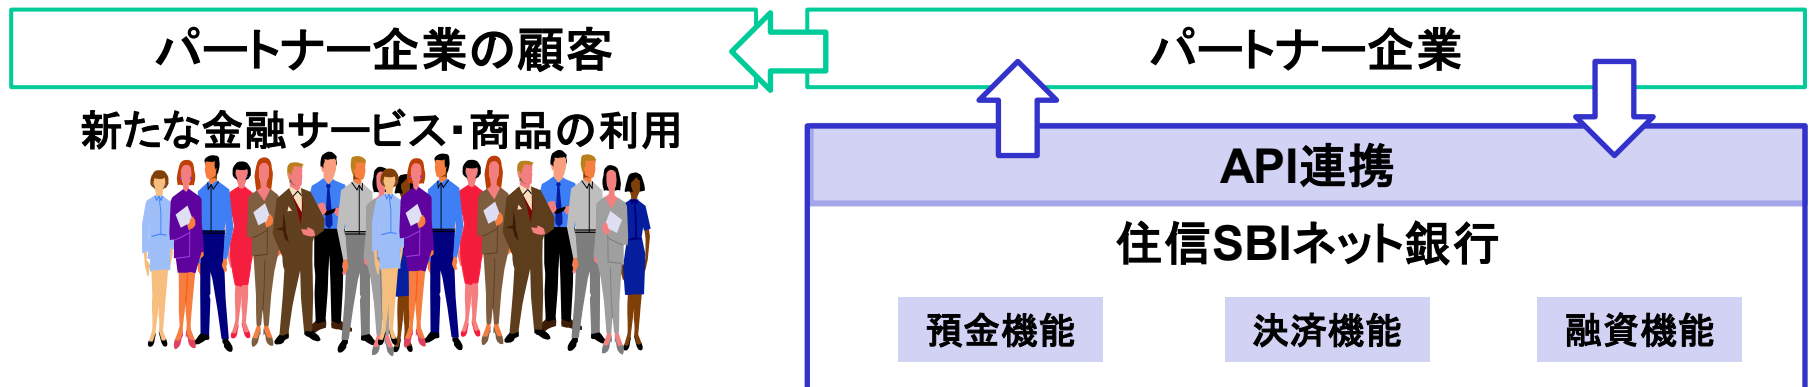 パートナー企業の顧客
パートナー企業
新たな金融サービス・商品の利用
API連携
住信SBIネット銀行
預金機能
決済機能
融資機能